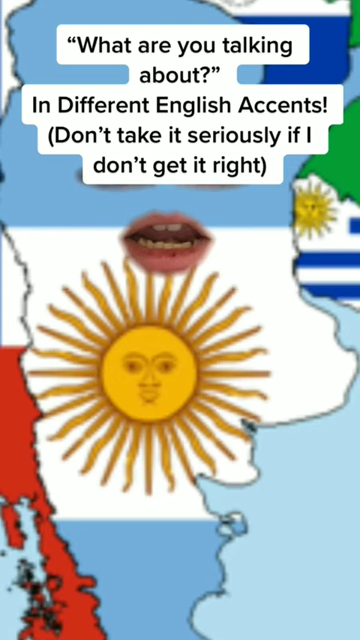 “What are you talking
about?”
In Different English Accents!
(Don’t take it seriously if I
don’t get it right)